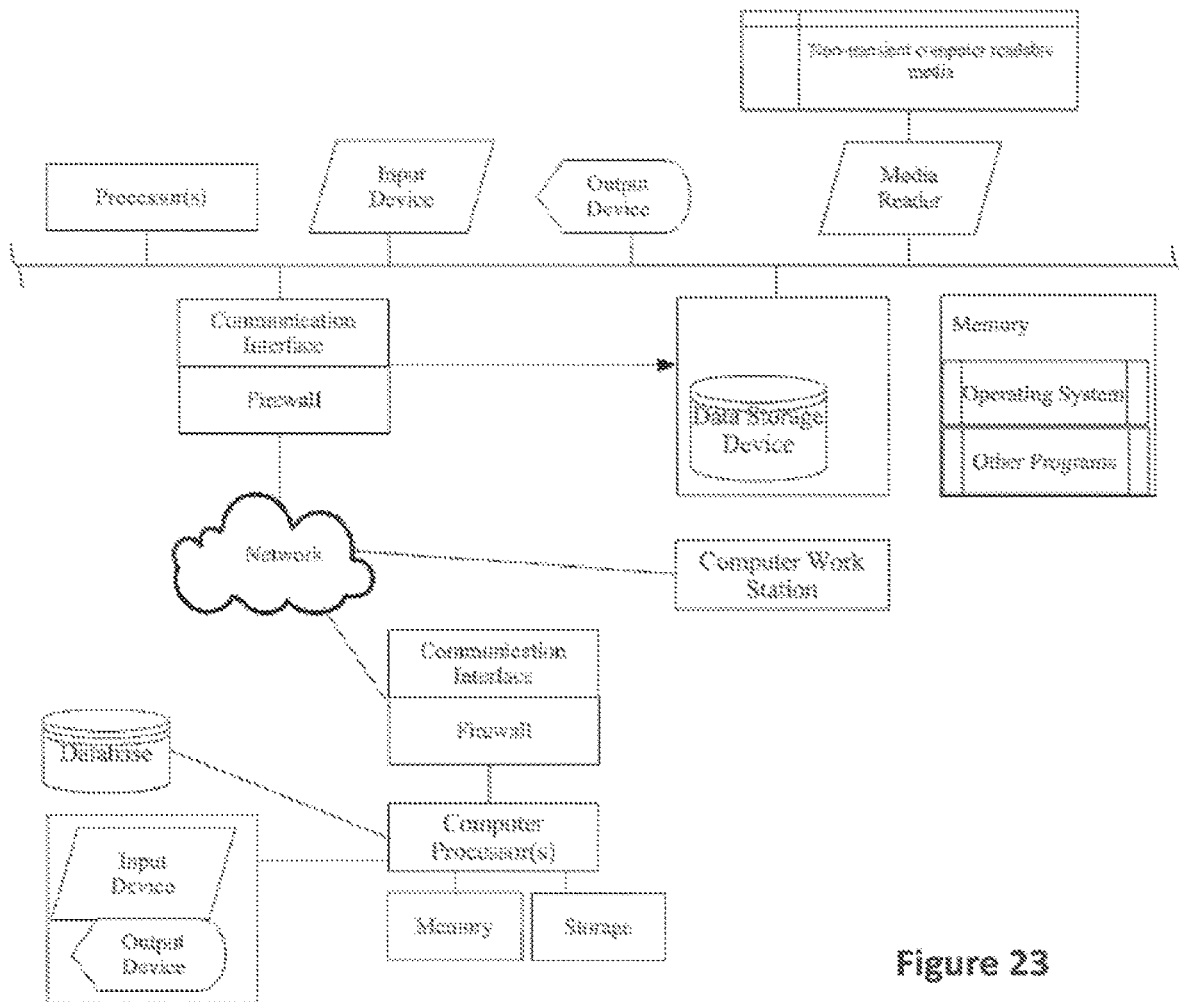 Non-transient computer readable
media
Processor(s)
Input
Device
Output
Device
Media
Reader
Communication
Interface
Firewall
Data Storage
Device
Memory
Operating System
Other Programs
Network
Computer Work
Station
Communication
Interface
Firewall
Database
Computer
Processor(s)
Input
Device
Output
Device
Memory
Storage
Figure 23